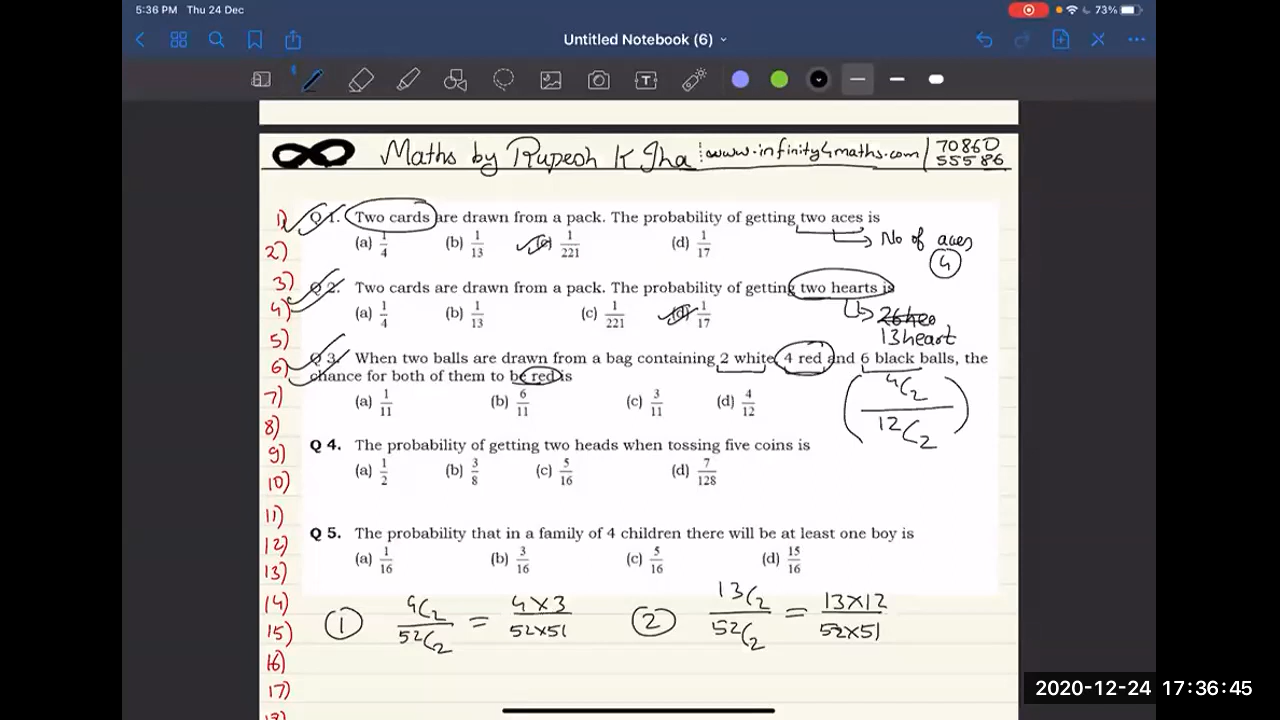 5:36 PM Thu 24 Dec
73%
Untitled Notebook (6)
T
Maths by Rupesh K Jha www.infinity4maths.com / 70860 55586
1) Q 1. Two cards are drawn from a pack. The probability of getting two aces is
(a) 1/4 (b) 1/13 (c) 1/221 (d) 1/17
No of aces
4
2)
3) Q 2. Two cards are drawn from a pack. The probability of getting two hearts is
4) (a) 1/4 (b) 1/13 (c) 1/221 (d) 1/17
13 heart
5)
6) Q 3. When two balls are drawn from a bag containing 2 white, 4 red and 6 black balls, the
chance for both of them to be red is
7) (a) 1/11 (b) 6/11 (c) 3/11 (d) 4/12
(4C2 / 12C2)
8)
9) Q 4. The probability of getting two heads when tossing five coins is
10) (a) 1/2 (b) 3/8 (c) 5/16 (d) 7/128
11)
12) Q 5. The probability that in a family of 4 children there will be at least one boy is
13) (a) 1/16 (b) 3/16 (c) 5/16 (d) 15/16
14)
15)
1 4C2 / 52C2 = 4X3 / 52X51 2 13C2 / 52C2 = 13X12 / 52X51
16)
17)
2020-12-24 17:36:45